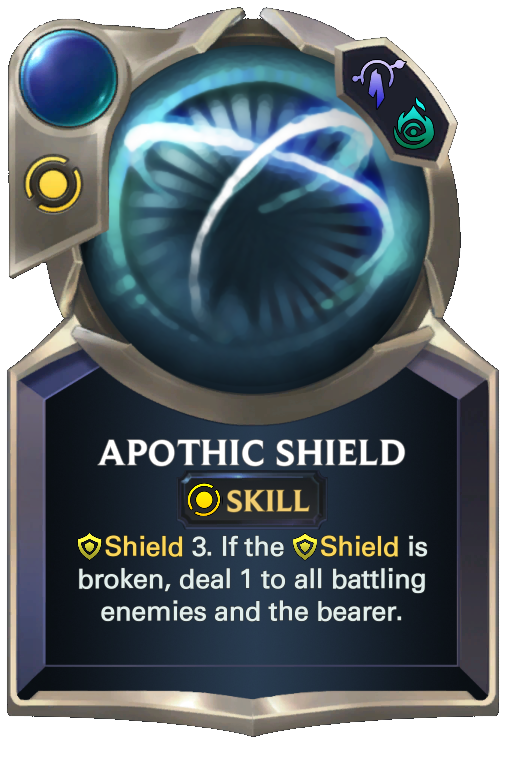 APOTHIC SHIELD
SKILL
Shield 3. If the Shield is
broken, deal 1 to all battling
enemies and the bearer.